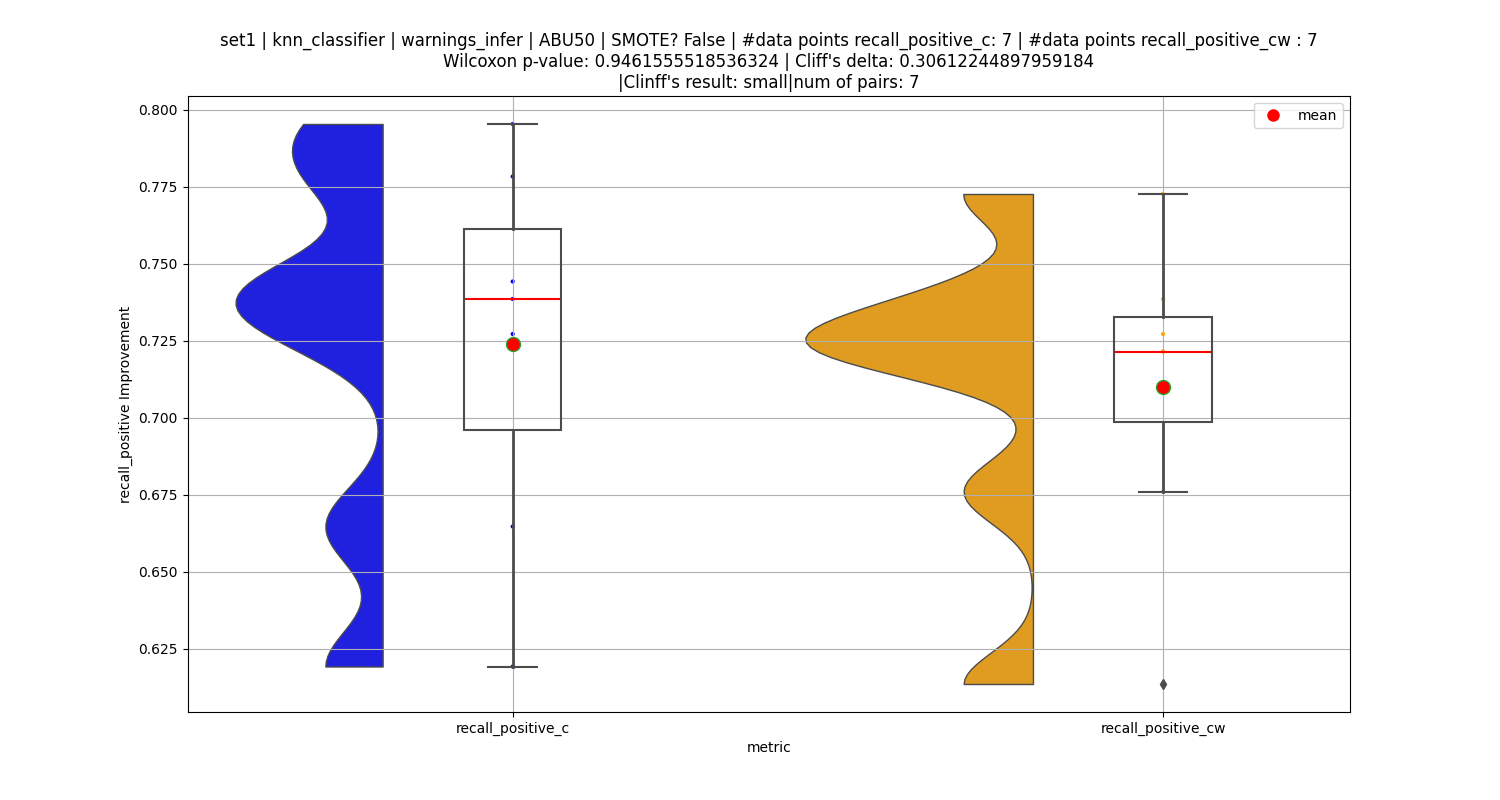 set1 | knn_classifier | warnings_infer | ABU50 | SMOTE? False | #data points recall_positive_c: 7 | #data points recall_positive_cw : 7
Wilcoxon p-value: 0.9461555518536324 | Cliff's delta: 0.30612244897959184
|Clinff's result: small|num of pairs: 7
mean
0.800
0.775
0.750
0.725
0.700
0.675
0.650
0.625
recall_positive Improvement
recall_positive_c
recall_positive_cw
metric